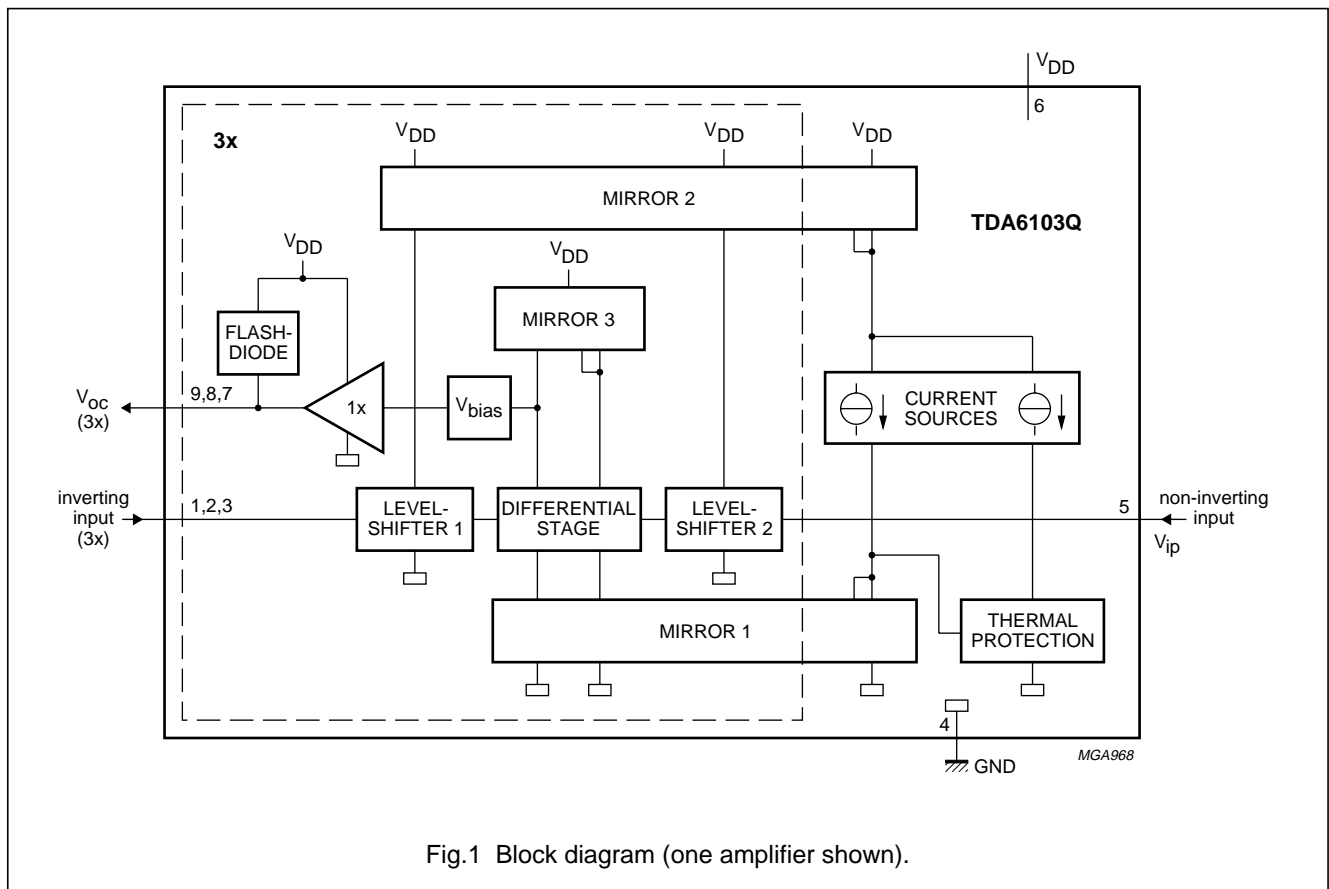 VDD
6
3x
VDD
VDD
VDD
MIRROR 2
TDA6103Q
VDD
VDD
MIRROR 3
FLASH-
DIODE
Voc
(3x)
9,8,7
1x
Vbias
CURRENT
SOURCES
inverting
input
(3x)
1,2,3
LEVEL-
SHIFTER 1
DIFFERENTIAL
STAGE
LEVEL-
SHIFTER 2
5
non-inverting
input
Vip
MIRROR 1
THERMAL
PROTECTION
4
GND
MGA968
Fig.1 Block diagram (one amplifier shown).